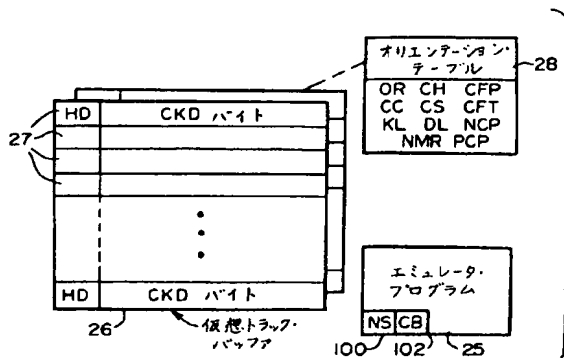 オリエンテーション・
テーブル
28
OR CH CFP
CC CS CFT
KL DL NCP
NMR PCP
HD CKD バイト
27
HD CKD バイト
26
仮想トラック・
バッファ
エミュレータ・
プログラム
NS CB
100 102 25